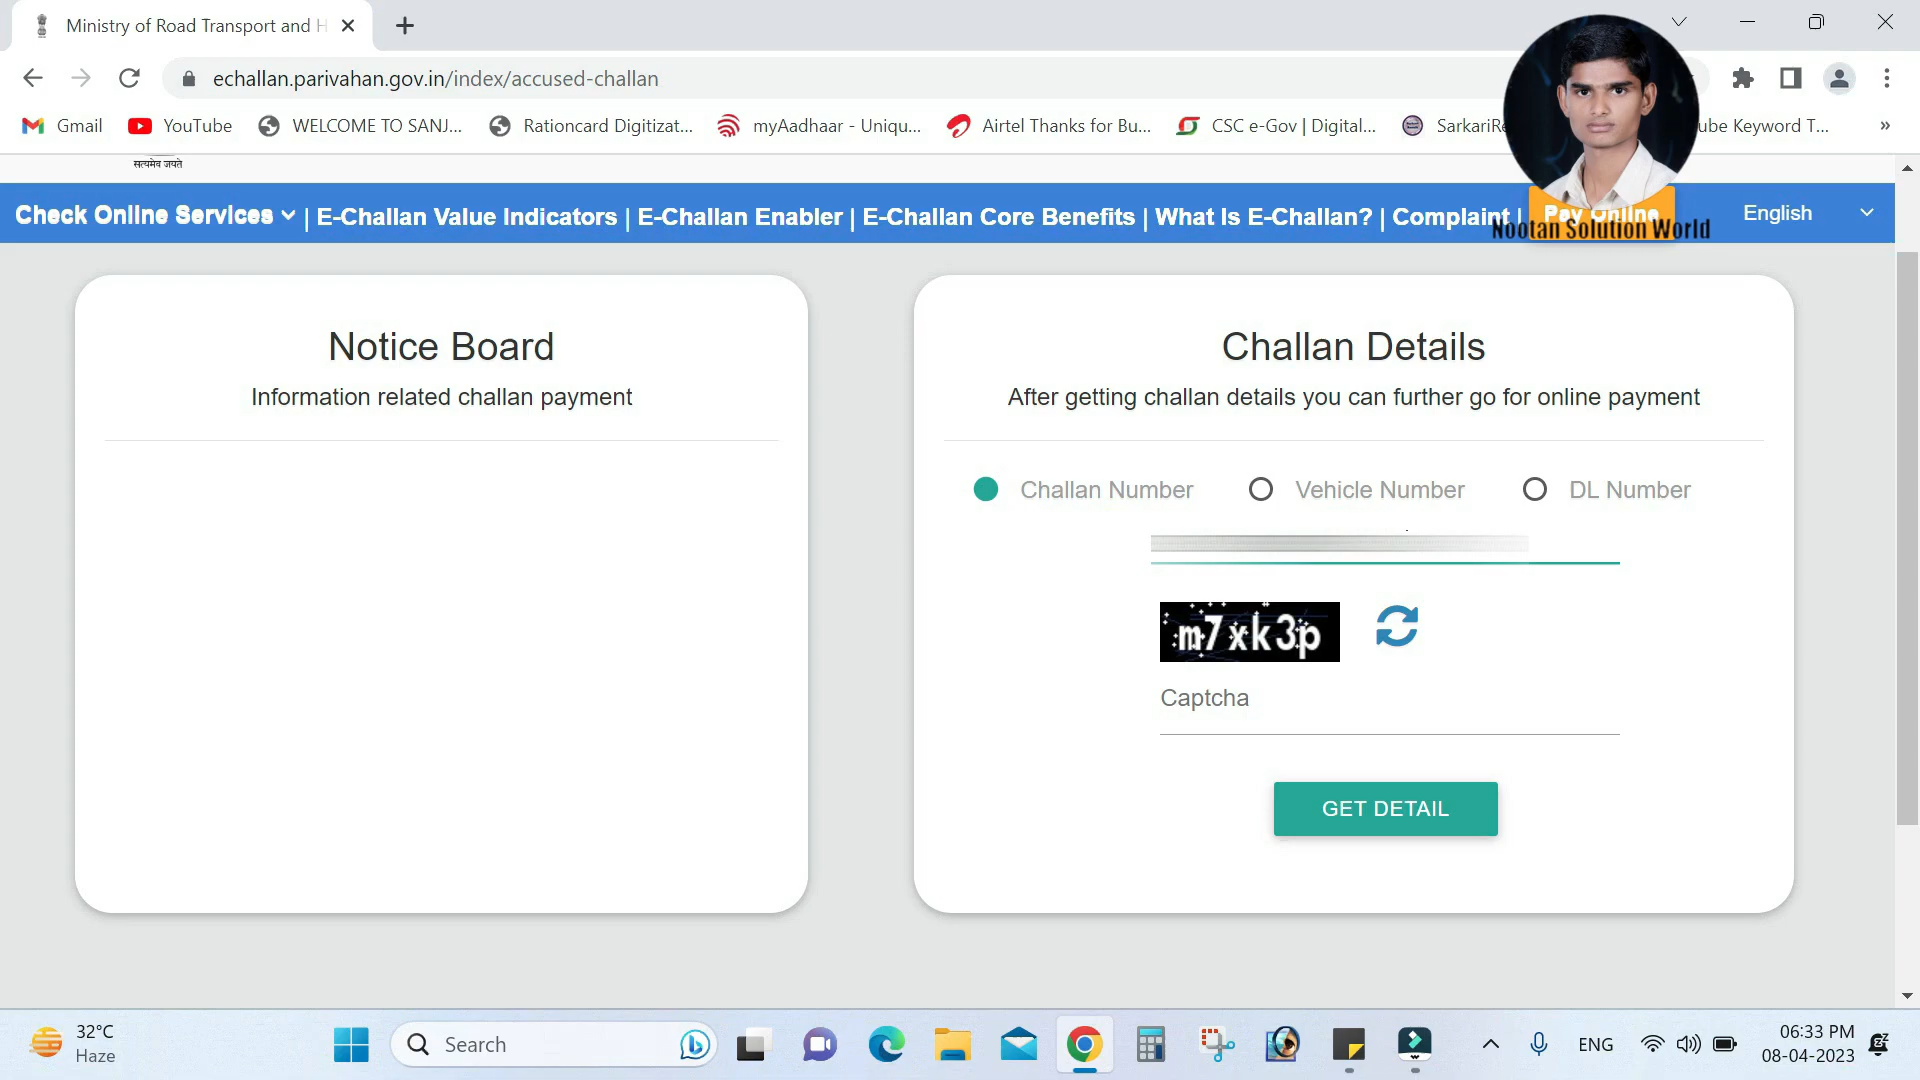 Ministry of Road Transport and H
echallan.parivahan.gov.in/index/accused-challan
Gmail
YouTube
WELCOME TO SANJ...
Rationcard Digitizat...
myAadhaar - Uniqu...
Airtel Thanks for Bu...
CSC e-Gov | Digital...
SarkariRe
ube Keyword T...
»
सत्यमेव जयते
Check Online Services | E-Challan Value Indicators | E-Challan Enabler | E-Challan Core Benefits | What Is E-Challan? | Complaint | Pay Online English
Nootan Solution World
Notice Board
Information related challan payment
Challan Details
After getting challan details you can further go for online payment
Challan Number
Vehicle Number
DL Number
m7xk3p
Captcha
GET DETAIL
32°C
Haze
Search
ENG
06:33 PM
08-04-2023